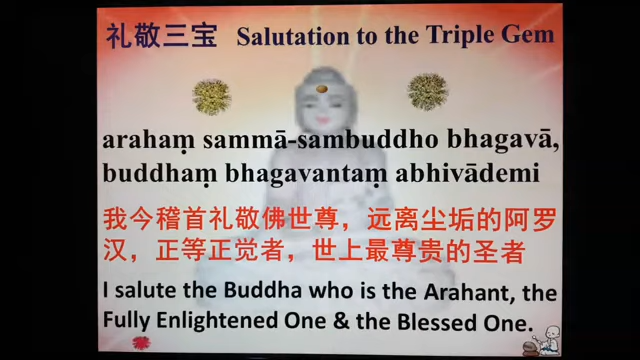 礼敬三宝 Salutation to the Triple Gem
arahaṃ sammā-sambuddho bhagavā,
buddhaṃ bhagavantaṃ abhivādemi
我今稽首礼敬佛世尊，远离尘垢的阿罗
汉，正等正觉者，世上最尊贵的圣者
I salute the Buddha who is the Arahant, the
Fully Enlightened One & the Blessed One.